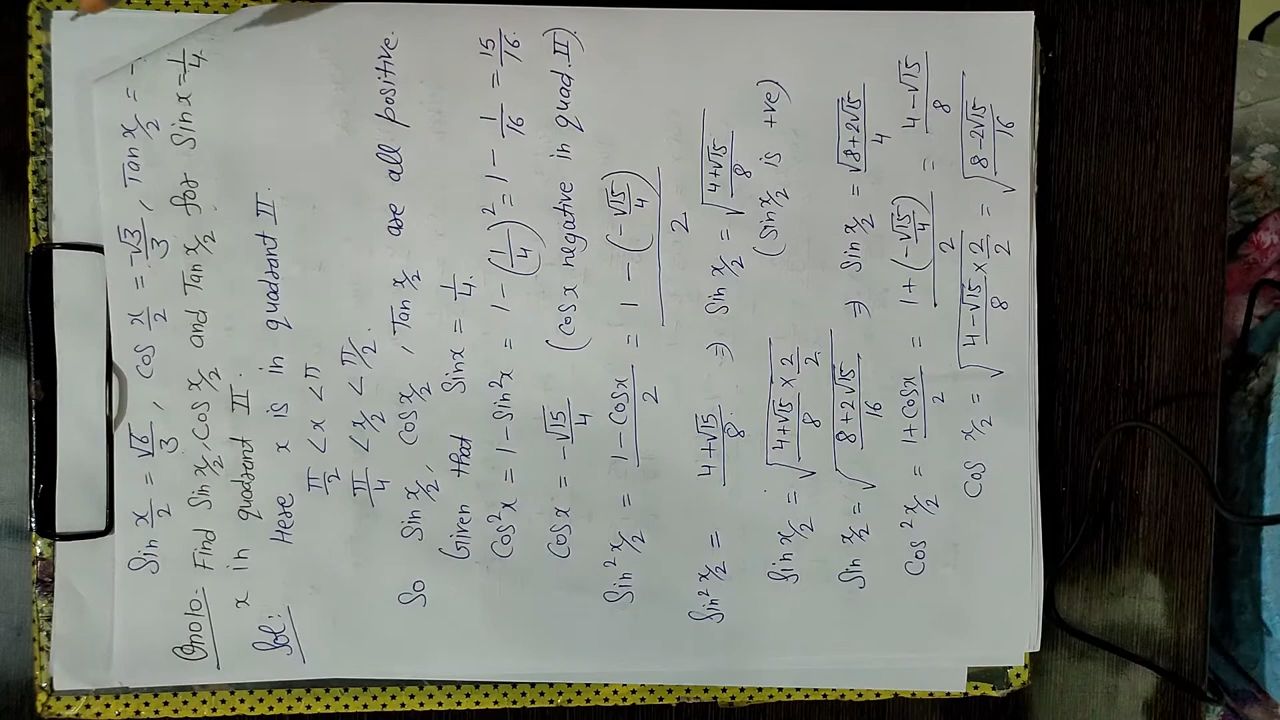 Sin x/2 = √6/3, Cos x/2 = √3/3, Tan x/2 = -
Qno10:- Find Sin x/2, Cos x/2 and Tan x/2 for Sin x = 1/4
x in quadrant II.
Sol: Here x is in quadrant II.
π/2 < x < π
π/4 < x/2 < π/2.
So Sin x/2, Cos x/2, Tan x/2 are all positive.
Given that Sin x = 1/4.
Cos²x = 1 - Sin²x = 1 - (1/4)² = 1 - 1/16 = 15/16.
Cos x = -√15/4 (Cos x negative in quad. II)
Sin² x/2 = (1 - Cos x)/2 = (1 - (-√15/4))/2
Sin² x/2 = (4+√15)/8. ⇒ Sin x/2 = √((4+√15)/8)
Sin x/2 = √((4+√15)/8 × 2/2) (Sin x/2 is +ve)
Sin x/2 = √((8+2√15)/16) ⇒ Sin x/2 = √(8+2√15)/4
Cos² x/2 = (1+Cos x)/2 = (1+(-√15/4))/2 = (4-√15)/8
Cos x/2 = √((4-√15)/8 × 2/2) = √((8-2√15)/16)